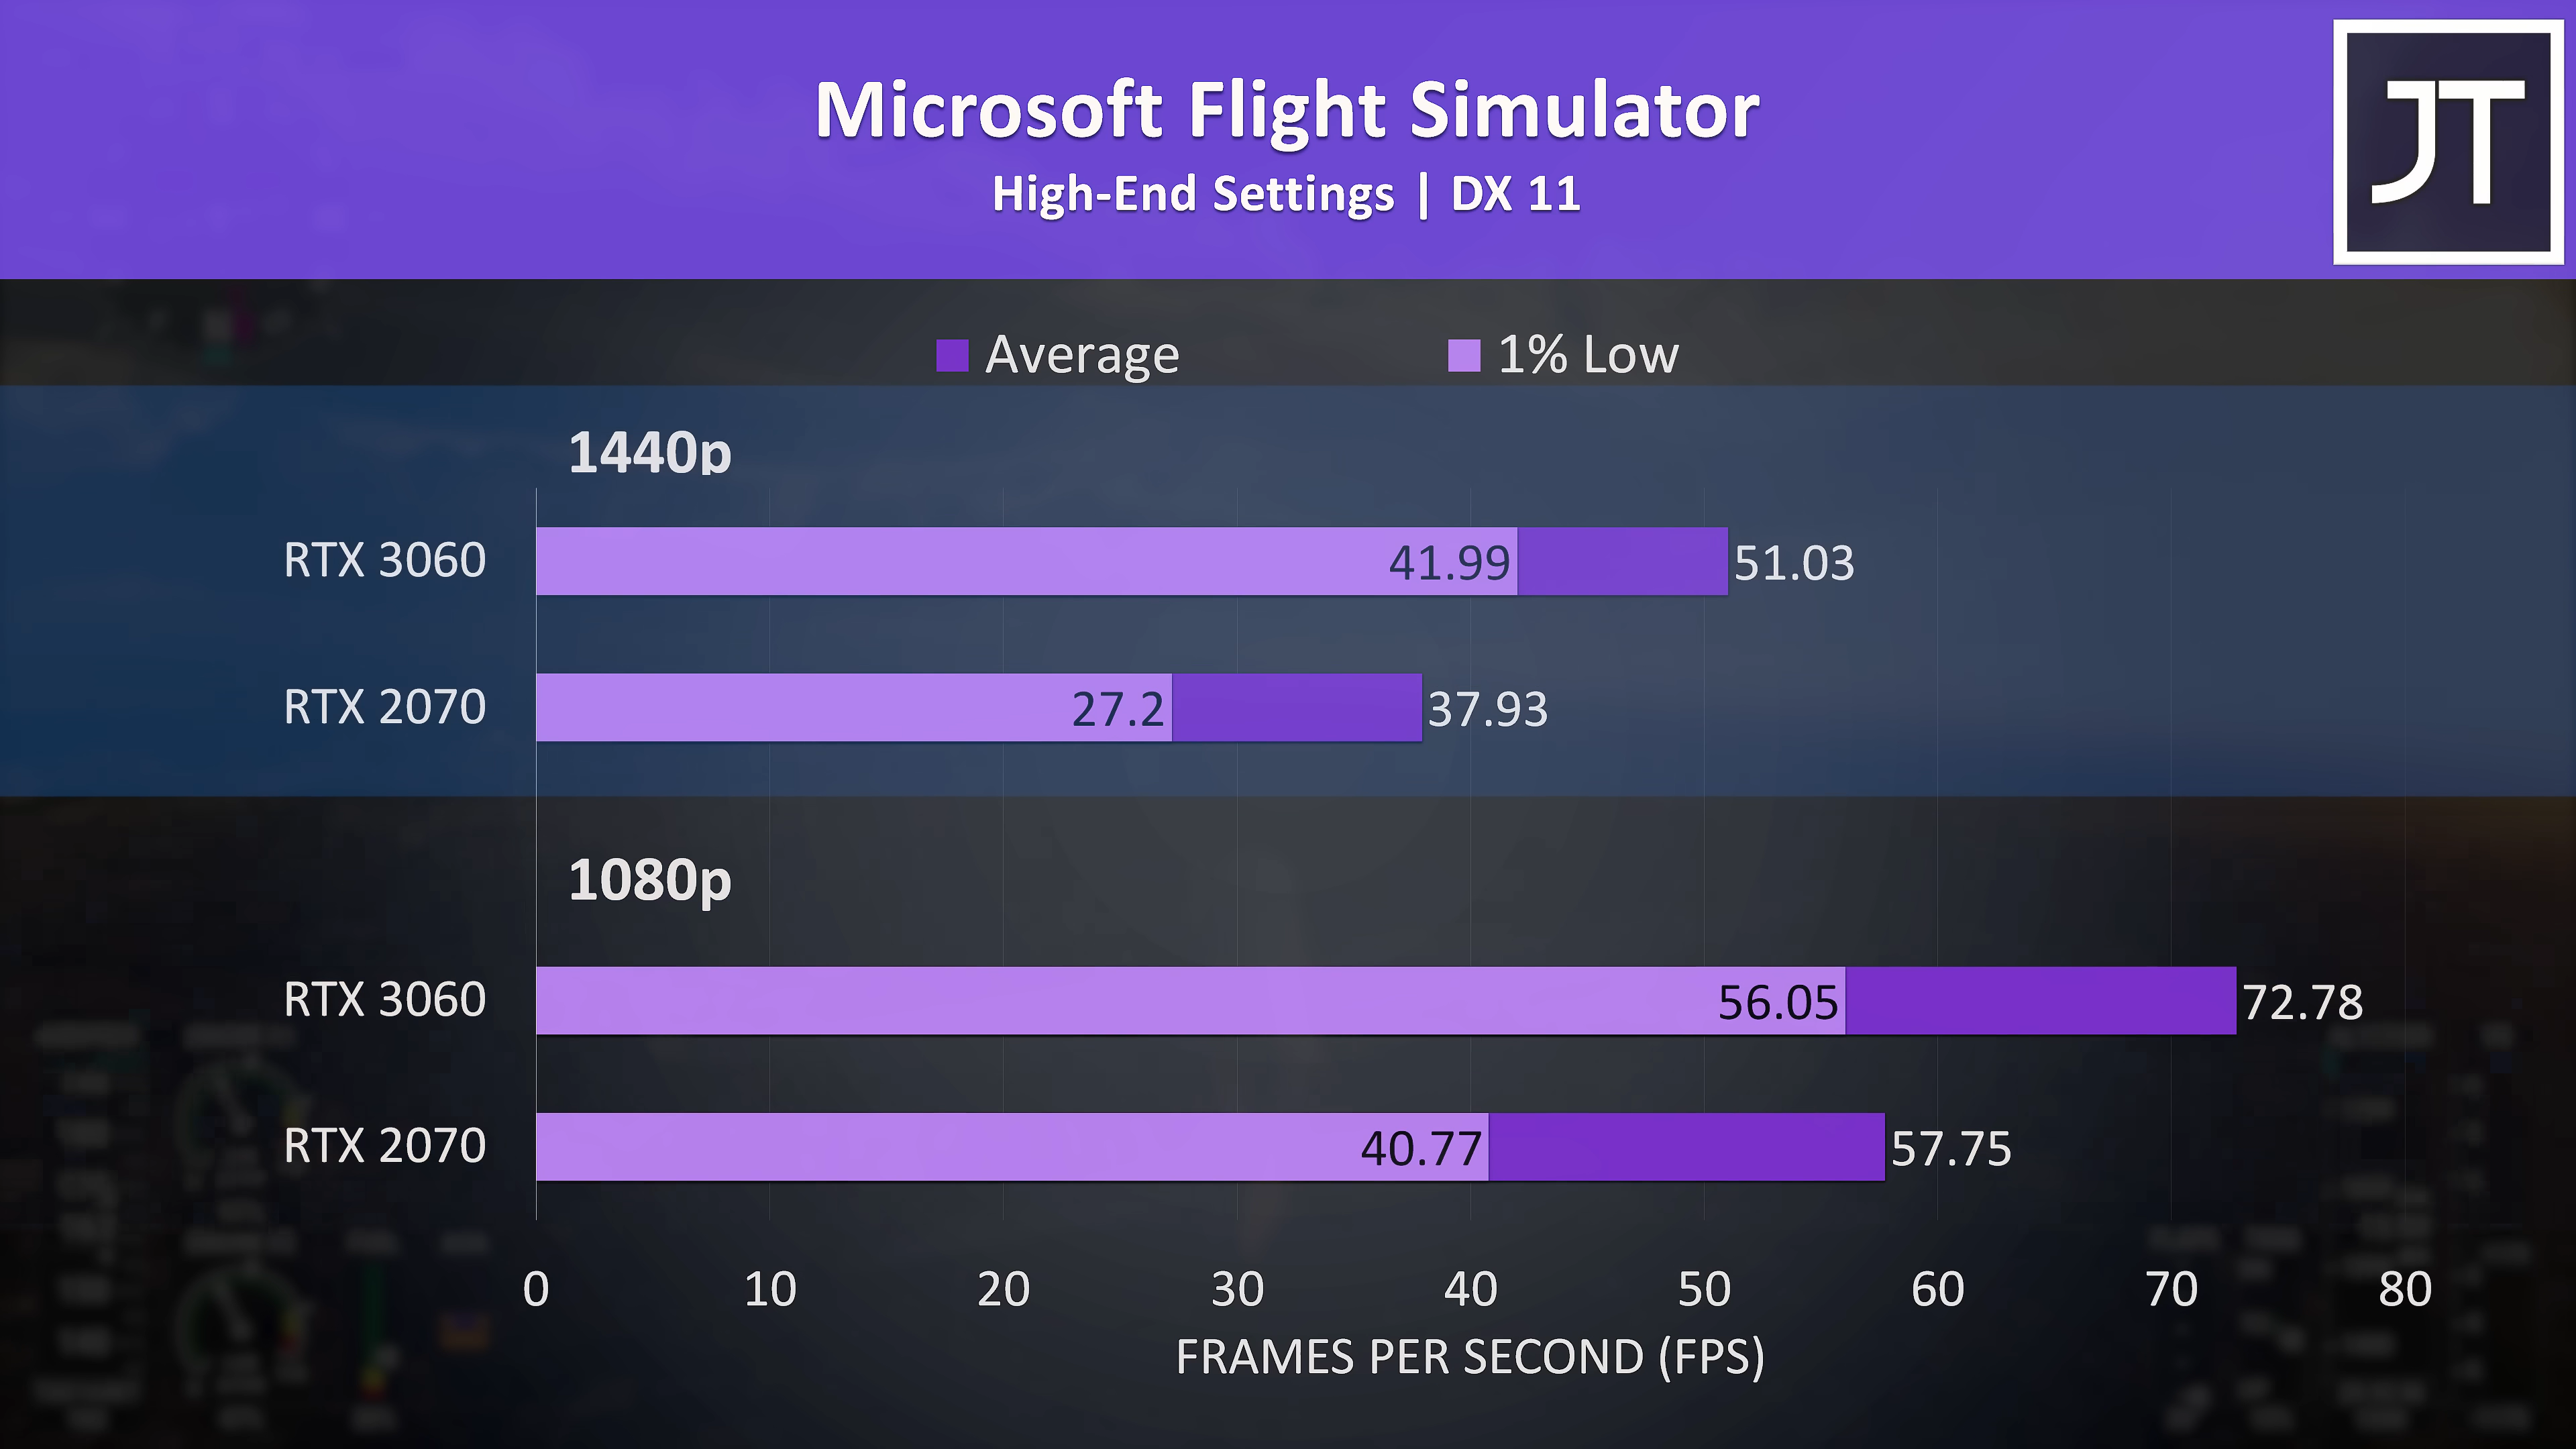 Microsoft Flight Simulator
High-End Settings | DX 11
JT
Average
1% Low
1440p
RTX 3060
41.99
51.03
RTX 2070
27.2
37.93
1080p
RTX 3060
56.05
72.78
RTX 2070
40.77
57.75
0 10 20 30 40 50 60 70 80
FRAMES PER SECOND (FPS)